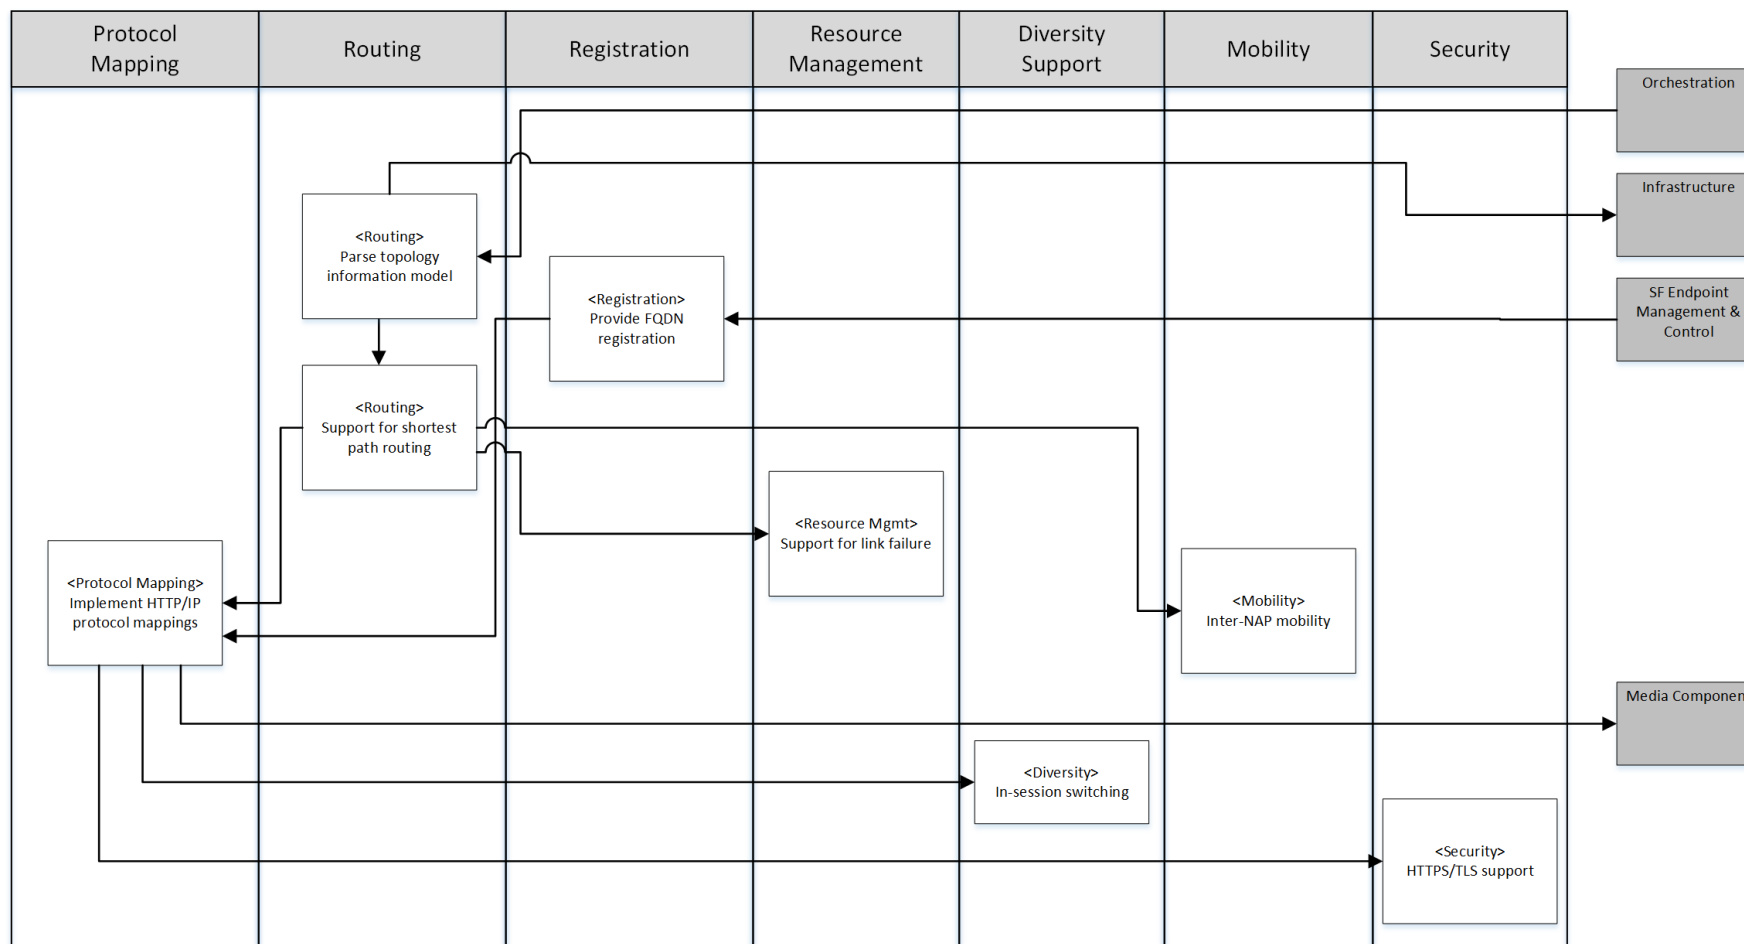 Protocol
Mapping
Routing
Registration
Resource
Management
Diversity
Support
Mobility
Security
Orchestration
Infrastructure
<Routing>
Parse topology
information model
<Registration>
Provide FQDN
registration
SF Endpoint
Management &
Control
<Routing>
Support for shortest
path routing
<Resource Mgmt>
Support for link failure
<Protocol Mapping>
Implement HTTP/IP
protocol mappings
<Mobility>
Inter-NAP mobility
Media Componen
<Diversity>
In-session switching
<Security>
HTTPS/TLS support